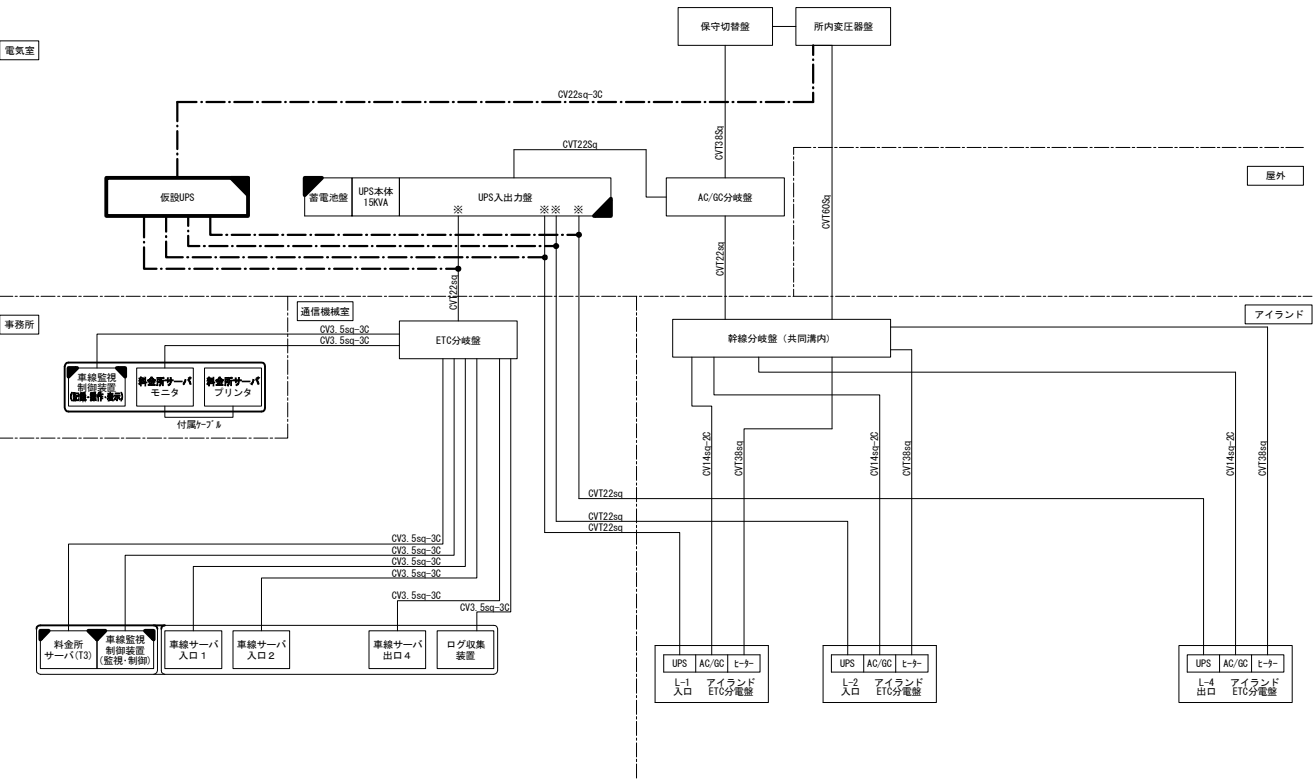 保守切替盤
所内変圧器盤
電気室
CV22sq-3C
CVT38Sq
CVT22Sq
屋外
仮設UPS
蓄電池盤
UPS本体
15KVA
UPS入出力盤
※
※※
※
AC/GC分岐盤
CVT60Sq
CVT22sq
CVT22sq
事務所
通信機械室
アイランド
CV3.5sq-3C
CV3.5sq-3C
ETC分岐盤
幹線分岐盤（共同溝内）
車線監視
制御装置
料金所サーバ
モニタ
料金所サーバ
プリンタ
付属ｹｰﾌﾞﾙ
CV14sq-2C
CVT38sq
CV14sq-2C
CVT38sq
CV14sq-2C
CVT38sq
CVT22sq
CVT22sq
CVT22sq
CV3.5sq-3C
CV3.5sq-3C
CV3.5sq-3C
CV3.5sq-3C
CV3.5sq-3C
CV3.5sq-3C
料金所
サーバ(T3)
車線監視
制御装置
(監視・制御)
車線サーバ
入口１
車線サーバ
入口２
車線サーバ
出口４
ログ収集
装置
UPS
AC/GC
ﾋｰﾀｰ
L-1
入口
アイランド
ETC分電盤
UPS
AC/GC
ﾋｰﾀｰ
L-2
入口
アイランド
ETC分電盤
UPS
AC/GC
ﾋｰﾀｰ
L-4
出口
アイランド
ETC分電盤